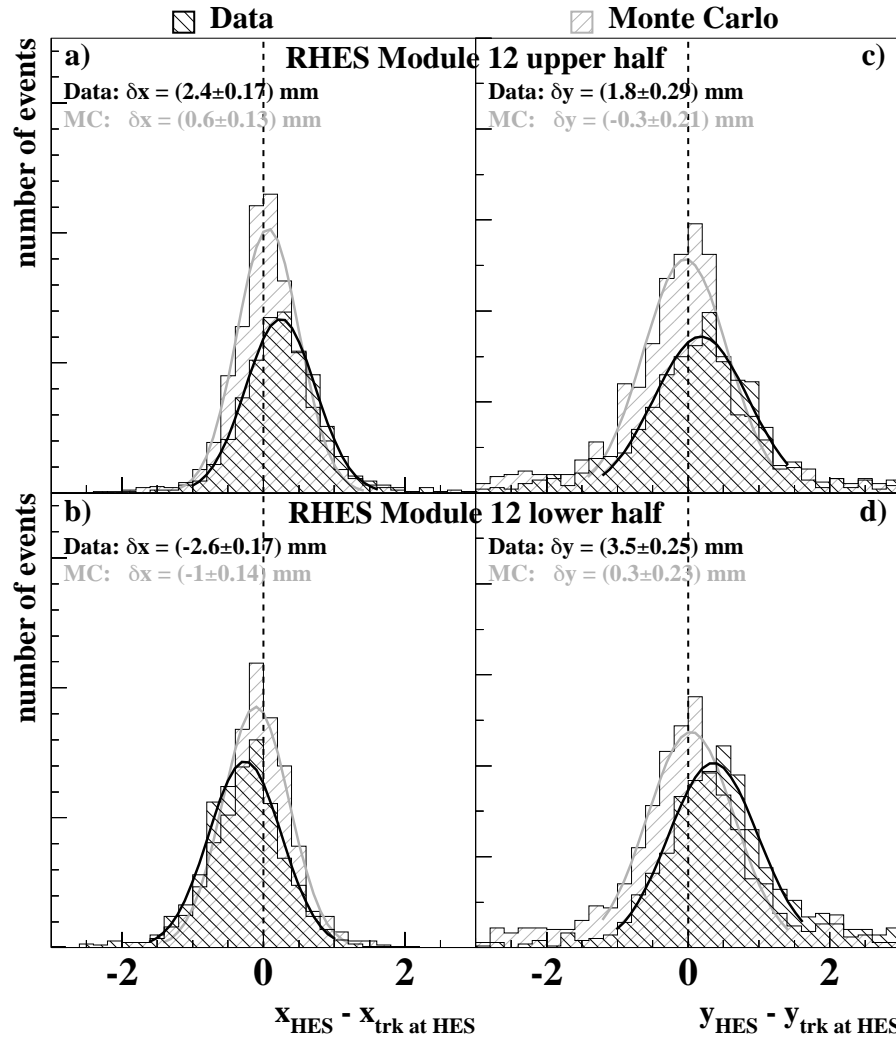 Data Monte Carlo
a) RHES Module 12 upper half c)
Data: δx = (2.4±0.17) mm
MC: δx = (0.6±0.13) mm
Data: δy = (1.8±0.29) mm
MC: δy = (-0.3±0.21) mm
number of events
b) RHES Module 12 lower half d)
Data: δx = (-2.6±0.17) mm
MC: δx = (-1±0.14) mm
Data: δy = (3.5±0.25) mm
MC: δy = (0.3±0.23) mm
number of events
-2 0 2 -2 0 2
x_HES - x_trk at HES
y_HES - y_trk at HES